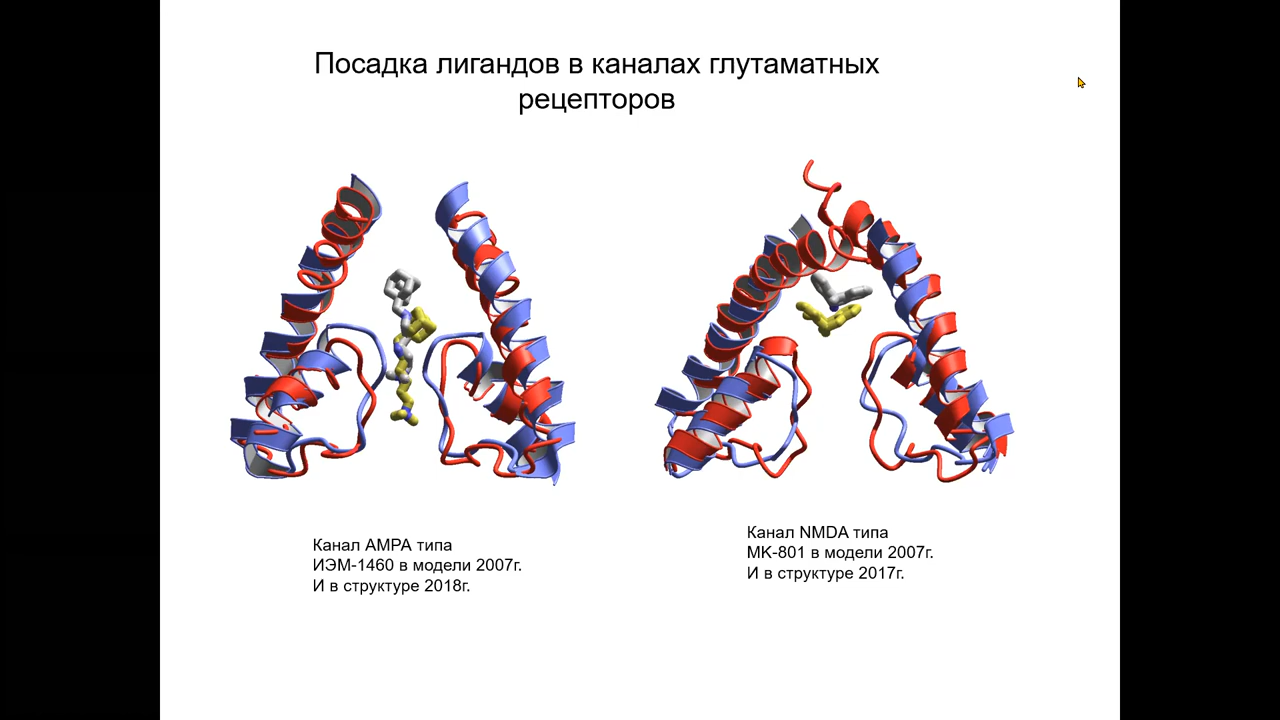 Посадка лигандов в каналах глутаматных
рецепторов
Канал AMPA типа
ИЭМ-1460 в модели 2007г.
И в структуре 2018г.
Канал NMDA типа
MK-801 в модели 2007г.
И в структуре 2017г.